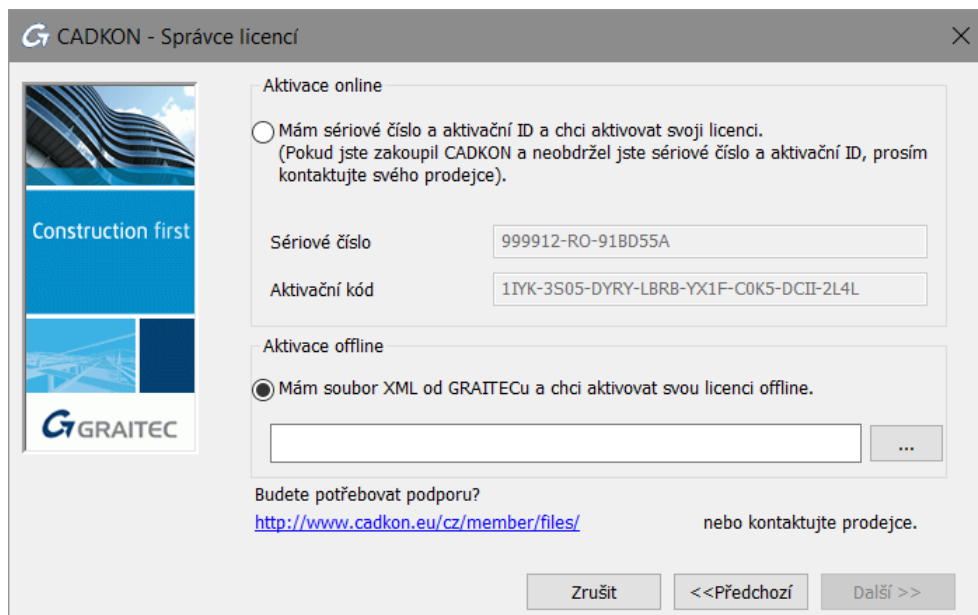 CADKON - Správce licencí
Aktivace online
Mám sériové číslo a aktivační ID a chci aktivovat svoji licenci.
(Pokud jste zakoupil CADKON a neobdržel jste sériové číslo a aktivační ID, prosím
kontaktujte svého prodejce).
Construction first
Sériové číslo
999912-RO-91BD55A
Aktivační kód
1IYK-3S05-DYRY-LBRB-YX1F-C0K5-DCII-2L4L
Aktivace offline
Mám soubor XML od GRAITECu a chci aktivovat svou licenci offline.
GRAITEC
...
Budete potřebovat podporu?
http://www.cadkon.eu/cz/member/files/ nebo kontaktujte prodejce.
Zrušit
<<Předchozí
Další >>